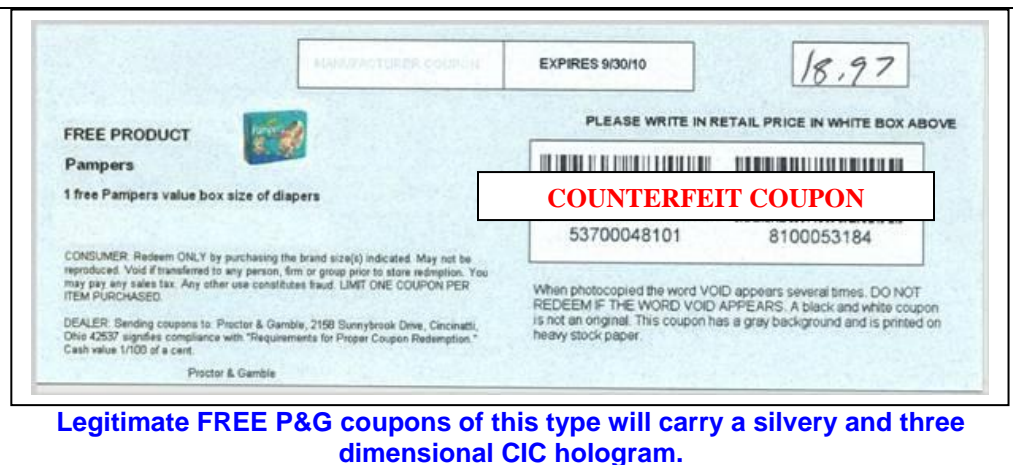 MANUFACTURER COUPON
EXPIRES 9/30/10
18.97
PLEASE WRITE IN RETAIL PRICE IN WHITE BOX ABOVE
FREE PRODUCT
Pampers
Pampers
1 free Pampers value box size of diapers
COUNTERFEIT COUPON
53700048101
8100053184
CONSUMER: Redeem ONLY by purchasing the brand size(s) indicated. May not be
reproduced. Void if transferred to any person, firm or group prior to store redmption. You
may pay any sales tax. Any other use constitutes fraud. LIMIT ONE COUPON PER
ITEM PURCHASED.
DEALER: Sending coupons to: Proctor & Gamble, 2158 Sunnybrook Drive, Cincinatti,
Ohio 42537 signifies compliance with "Requirements for Proper Coupon Redemption."
Cash value 1/100 of a cent.
Proctor & Gamble
When photocopied the word VOID appears several times. DO NOT
REDEEM IF THE WORD VOID APPEARS. A black and white coupon
is not an original. This coupon has a gray background and is printed on
heavy stock paper.
Legitimate FREE P&G coupons of this type will carry a silvery and three
dimensional CIC hologram.